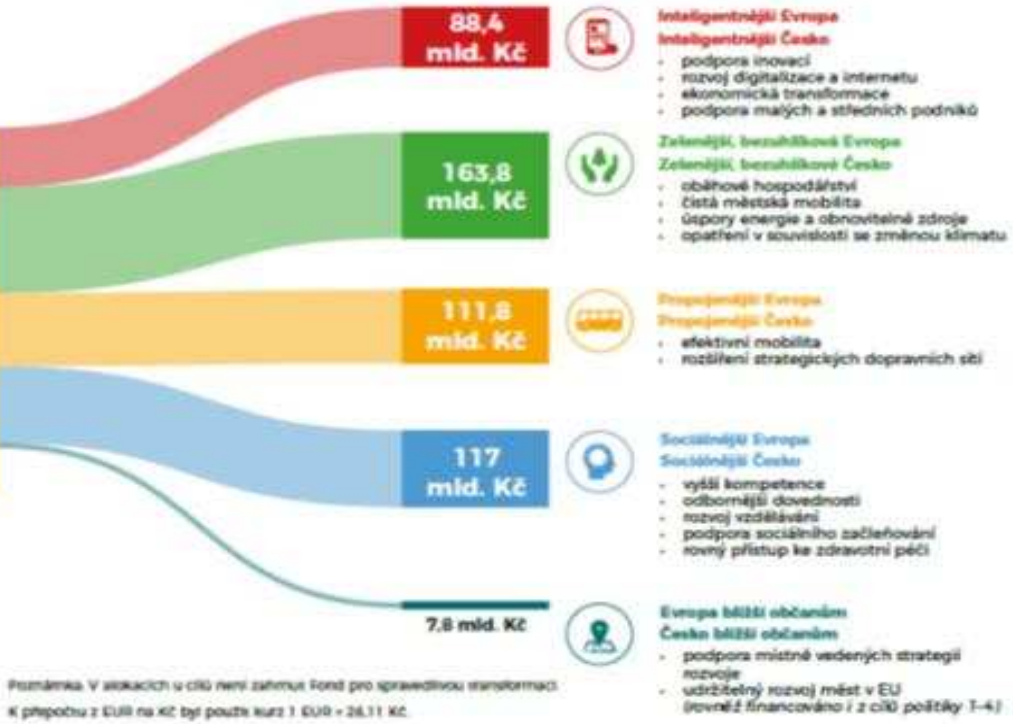 88,4
mld. Kč
Inteligentnější Evropa
Inteligentnější Česko
- podpora inovací
- rozvoj digitalizace a internetu
- ekonomická transformace
- podpora malých a středních podniků
163,8
mld. Kč
Zelenější, bezuhlíková Evropa
Zelenější, bezuhlíkové Česko
- oběhové hospodářství
- čistá městská mobilita
- úspory energie a obnovitelné zdroje
- opatření v souvislosti se změnou klimatu
111,8
mld. Kč
Propojenější Evropa
Propojenější Česko
- efektivní mobilita
- rozšíření strategických dopravních sítí
117
mld. Kč
Sociálnější Evropa
Sociálnější Česko
- vyšší kompetence
- odbornější dovednosti
- rozvoj vzdělávání
- podpora sociálního začleňování
- rovný přístup ke zdravotní péči
7,8 mld. Kč
Evropa bližší občanům
Česko bližší občanům
- podpora místně vedených strategií
rozvoje
- udržitelný rozvoj měst v EU
(rovněž financováno i z cílů politiky 1-4)
Poznámka: V alokacích u cílů není zahrnut Fond pro spravedlivou transformaci.
K přepočtu z EUR na Kč byl použit kurz 1 EUR = 26,11 Kč.